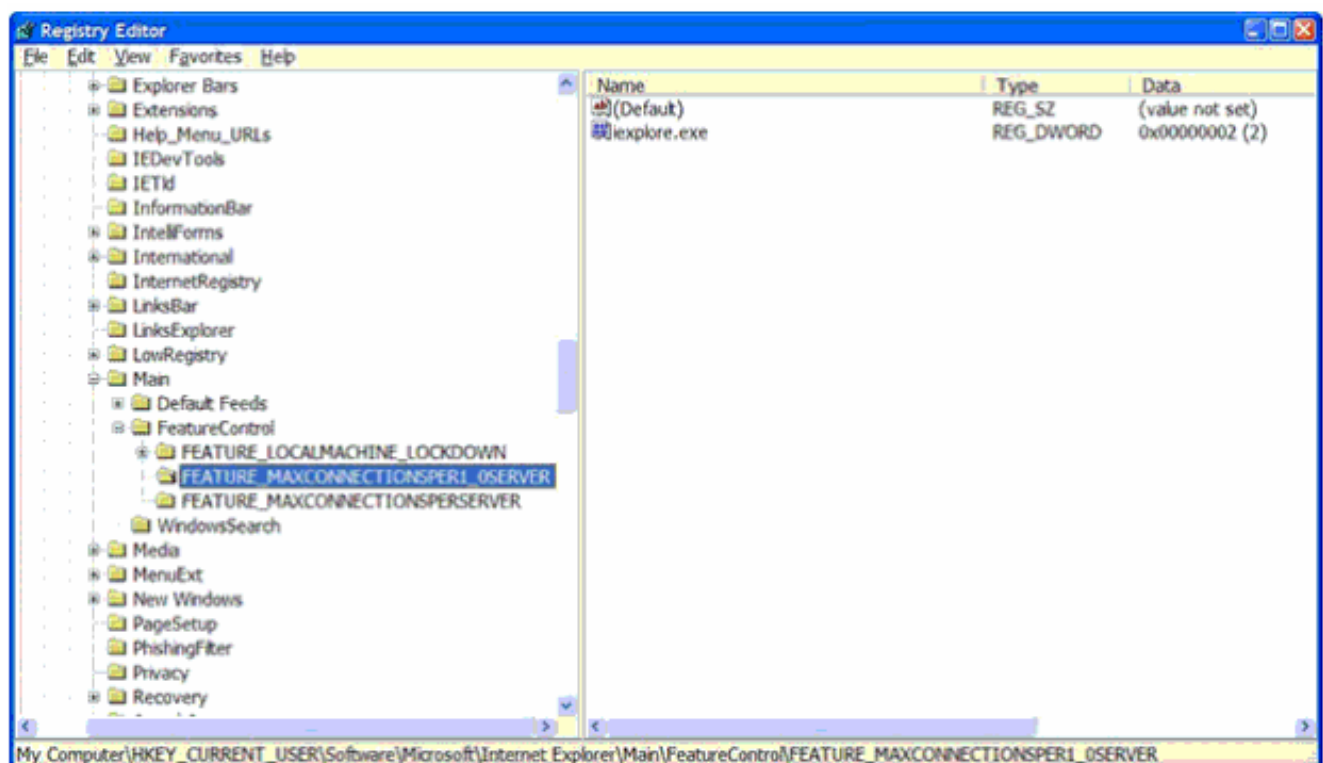 Registry Editor
File Edit View Favorites Help
Explorer Bars
Extensions
Help_Menu_URLs
IEDevTools
IETld
InformationBar
IntelliForms
International
InternetRegistry
LinksBar
LinksExplorer
LowRegistry
Main
Default Feeds
FeatureControl
FEATURE_LOCALMACHINE_LOCKDOWN
FEATURE_MAXCONNECTIONSPER1_0SERVER
FEATURE_MAXCONNECTIONSPERSERVER
WindowsSearch
Media
MenuExt
New Windows
PageSetup
PhishingFilter
Privacy
Recovery
Name Type Data
(Default) REG_SZ (value not set)
iexplore.exe REG_DWORD 0x00000002 (2)
My Computer\HKEY_CURRENT_USER\Software\Microsoft\Internet Explorer\Main\FeatureControl\FEATURE_MAXCONNECTIONSPER1_0SERVER